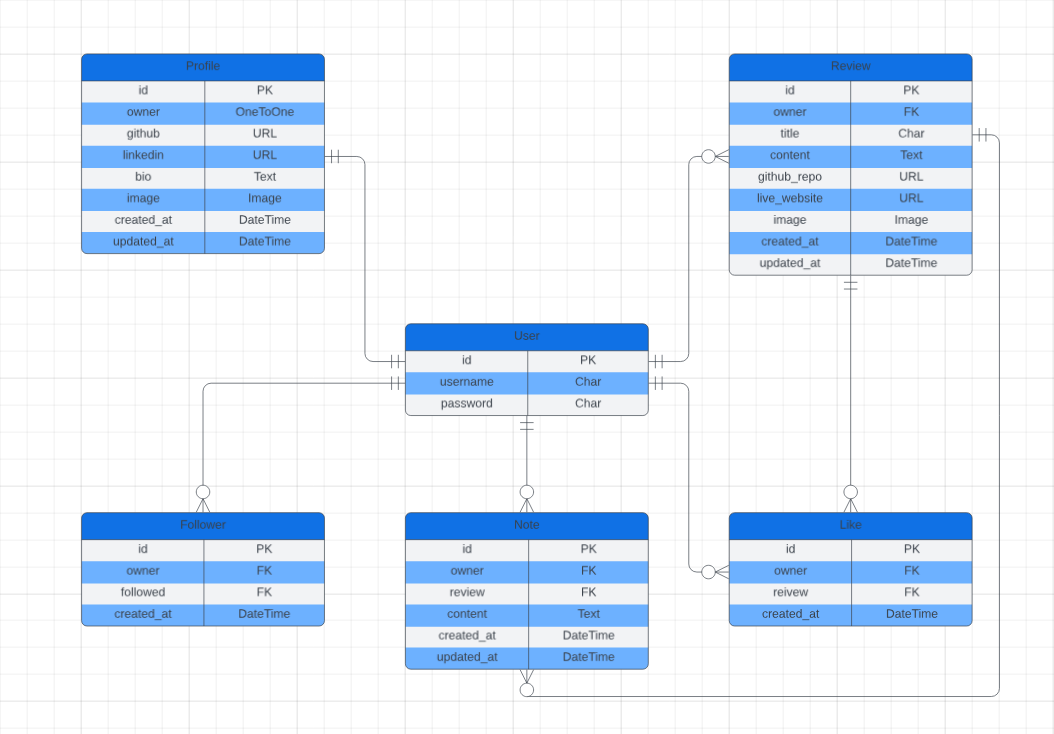 Profile
id PK
owner OneToOne
github URL
linkedin URL
bio Text
image Image
created_at DateTime
updated_at DateTime
Review
id PK
owner FK
title Char
content Text
github_repo URL
live_website URL
image Image
created_at DateTime
updated_at DateTime
User
id PK
username Char
password Char
Follower
id PK
owner FK
followed FK
created_at DateTime
Note
id PK
owner FK
review FK
content Text
created_at DateTime
updated_at DateTime
Like
id PK
owner FK
reivew FK
created_at DateTime